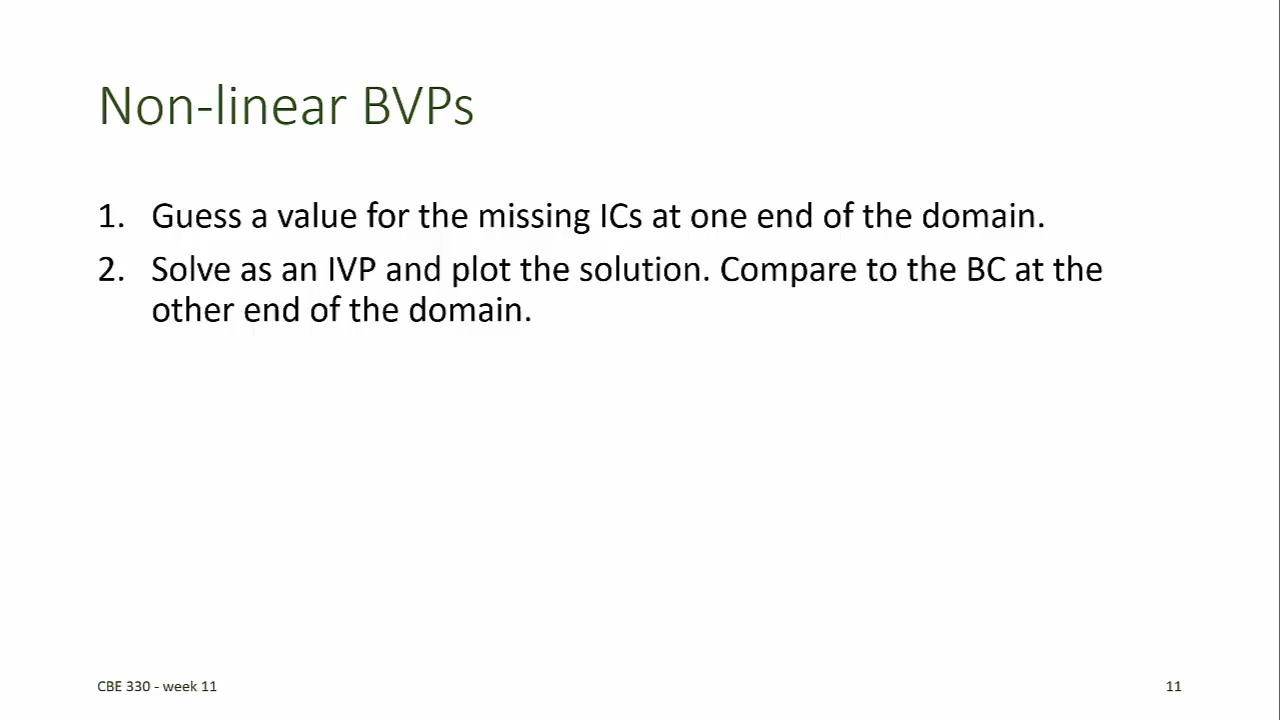 Non-linear BVPs
1. Guess a value for the missing ICs at one end of the domain.
2. Solve as an IVP and plot the solution. Compare to the BC at the
other end of the domain.
CBE 330 - week 11
11